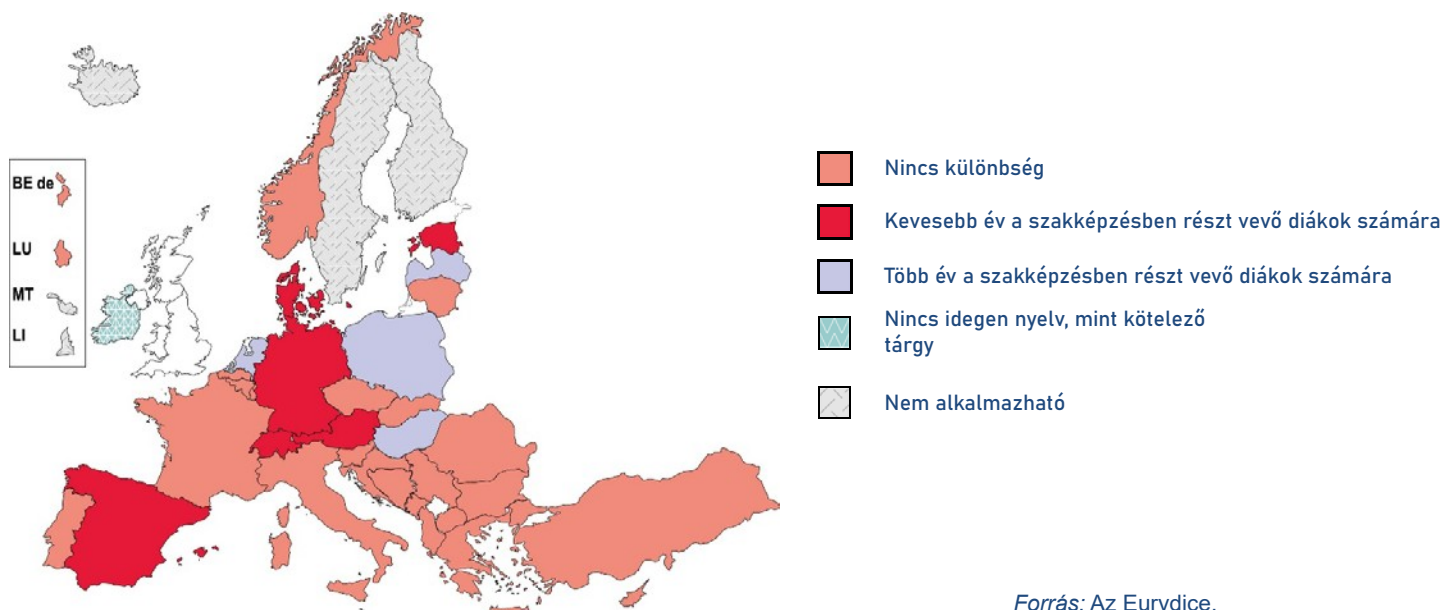 BE de
LU
MT
LI
Nincs különbség
Kevesebb év a szakképzésben részt vevő diákok számára
Több év a szakképzésben részt vevő diákok számára
Nincs idegen nyelv, mint kötelező
tárgy
Nem alkalmazható
Forrás: Az Eurydice.